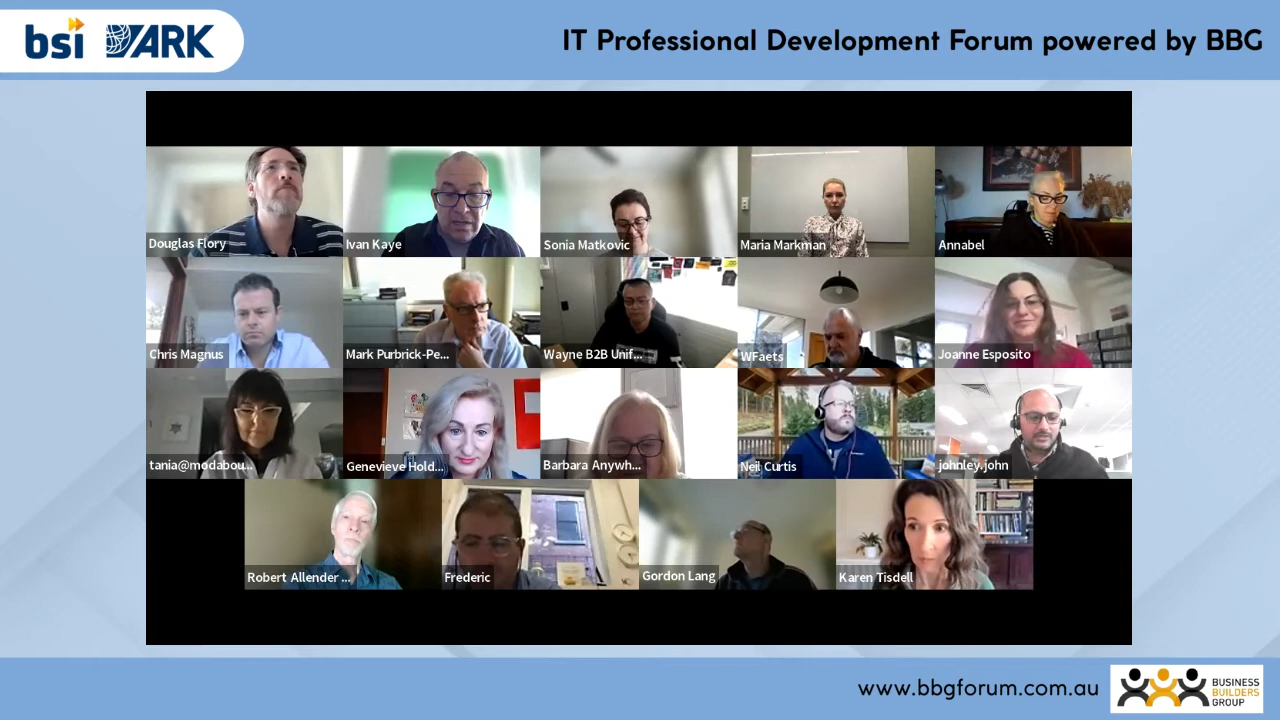 bsi ARK
IT Professional Development Forum powered by BBG
Douglas Flory
Ivan Kaye
Sonia Matkovic
Maria Markman
Annabel
Chris Magnus
Mark Purbrick-Pe...
Wayne B2B Unif...
WFaets
Joanne Esposito
tania@modabou...
Genevieve Hold...
Barbara Anywh...
Neil Curtis
johnley.john
Robert Allender ...
Frederic
Gordon Lang
Karen Tisdell
www.bbgforum.com.au
BUSINESS
BUILDERS
GROUP